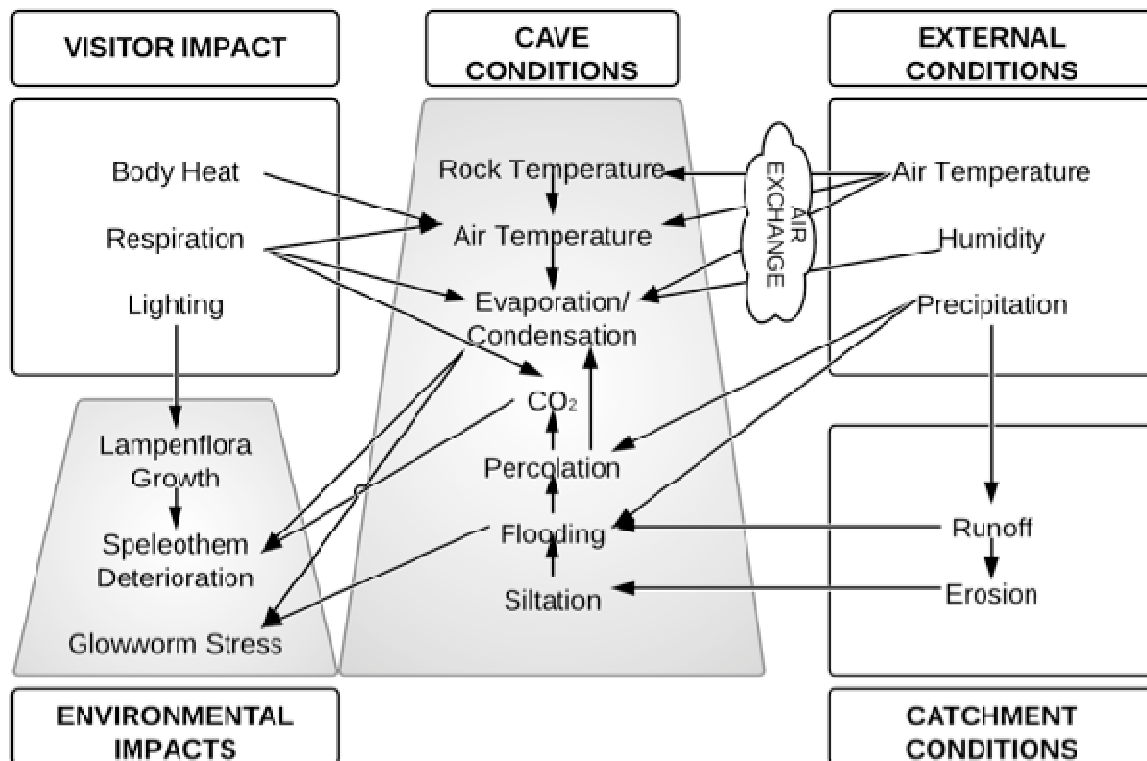 VISITOR IMPACT
CAVE
CONDITIONS
EXTERNAL
CONDITIONS
Body Heat
Respiration
Lighting
Rock Temperature
Air Temperature
Evaporation/
Condensation
CO₂
Percolation
Flooding
Siltation
AIR
EXCHANGE
Air Temperature
Humidity
Precipitation
Lampenflora
Growth
Speleothem
Deterioration
Glowworm Stress
Runoff
Erosion
ENVIRONMENTAL
IMPACTS
CATCHMENT
CONDITIONS